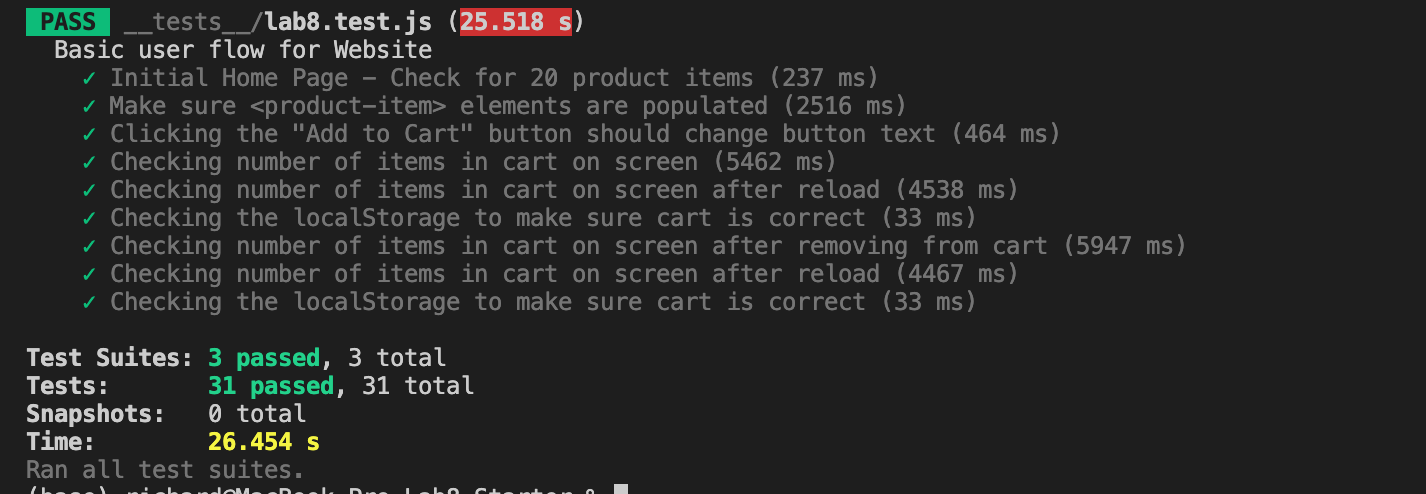 PASS __tests__/lab8.test.js (25.518 s)
Basic user flow for Website
✓ Initial Home Page – Check for 20 product items (237 ms)
✓ Make sure <product-item> elements are populated (2516 ms)
✓ Clicking the "Add to Cart" button should change button text (464 ms)
✓ Checking number of items in cart on screen (5462 ms)
✓ Checking number of items in cart on screen after reload (4538 ms)
✓ Checking the localStorage to make sure cart is correct (33 ms)
✓ Checking number of items in cart on screen after removing from cart (5947 ms)
✓ Checking number of items in cart on screen after reload (4467 ms)
✓ Checking the localStorage to make sure cart is correct (33 ms)
Test Suites: 3 passed, 3 total
Tests: 31 passed, 31 total
Snapshots: 0 total
Time: 26.454 s
Ran all test suites.
(base) richard@MacBook-Pro Lab8_Starter %